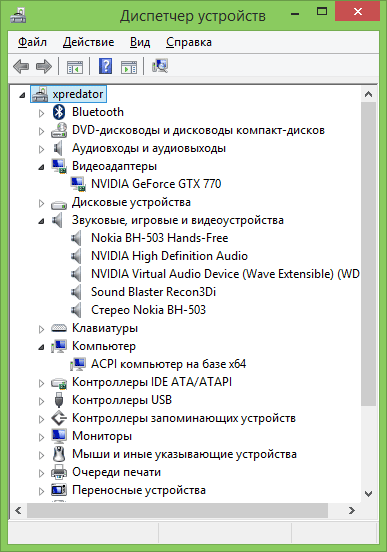 Диспетчер устройств
Файл Действие Вид Справка
xpredator
Bluetooth
DVD-дисководы и дисководы компакт-дисков
Аудиовходы и аудиовыходы
Видеоадаптеры
NVIDIA GeForce GTX 770
Дисковые устройства
Звуковые, игровые и видеоустройства
Nokia BH-503 Hands-Free
NVIDIA High Definition Audio
NVIDIA Virtual Audio Device (Wave Extensible) (WD
Sound Blaster Recon3Di
Стерео Nokia BH-503
Клавиатуры
Компьютер
ACPI компьютер на базе x64
Контроллеры IDE ATA/ATAPI
Контроллеры USB
Контроллеры запоминающих устройств
Мониторы
Мыши и иные указывающие устройства
Очереди печати
Переносные устройства